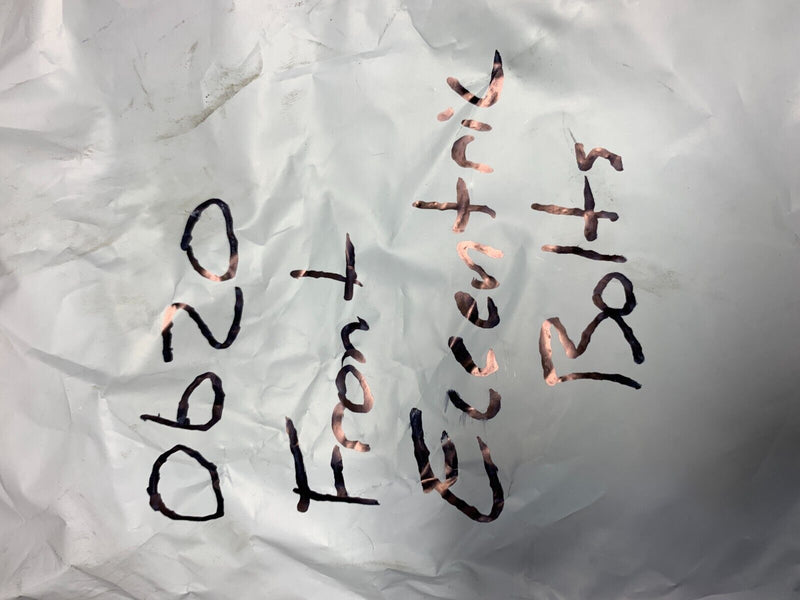 0620
Front
Eccentric
Bolts